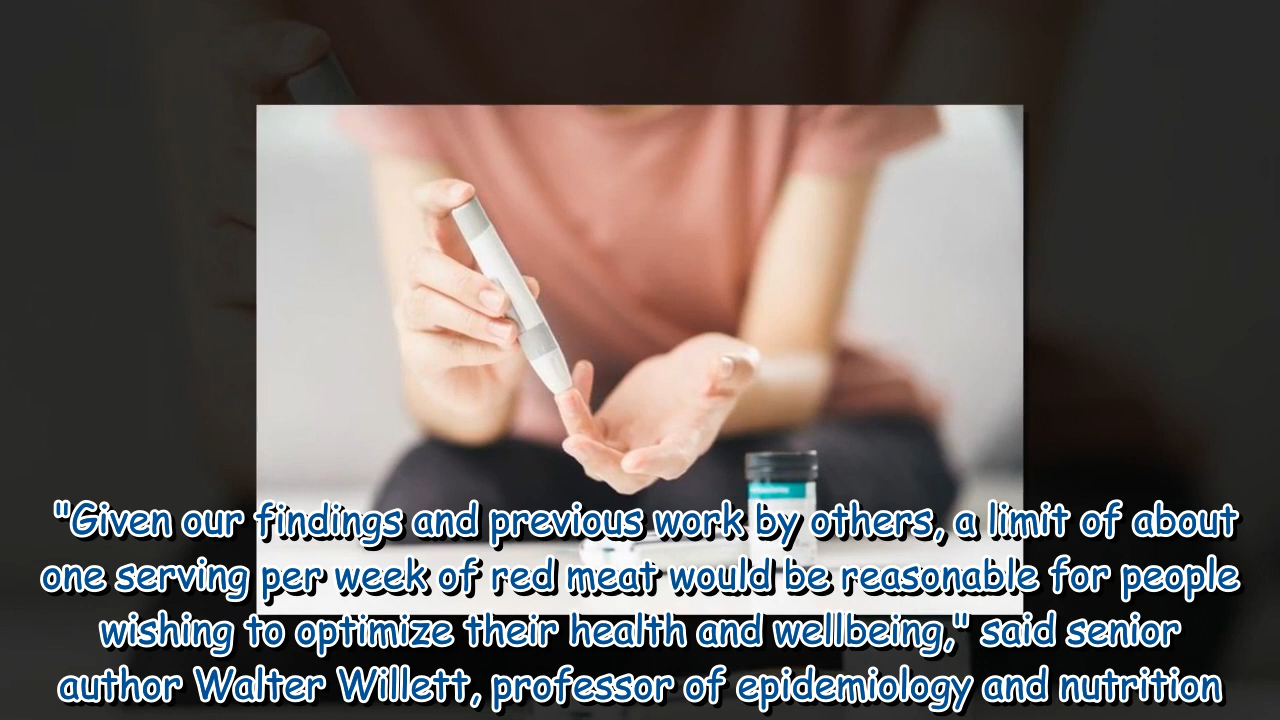 "Given our findings and previous work by others, a limit of about
one serving per week of red meat would be reasonable for people
wishing to optimize their health and wellbeing," said senior
author Walter Willett, professor of epidemiology and nutrition